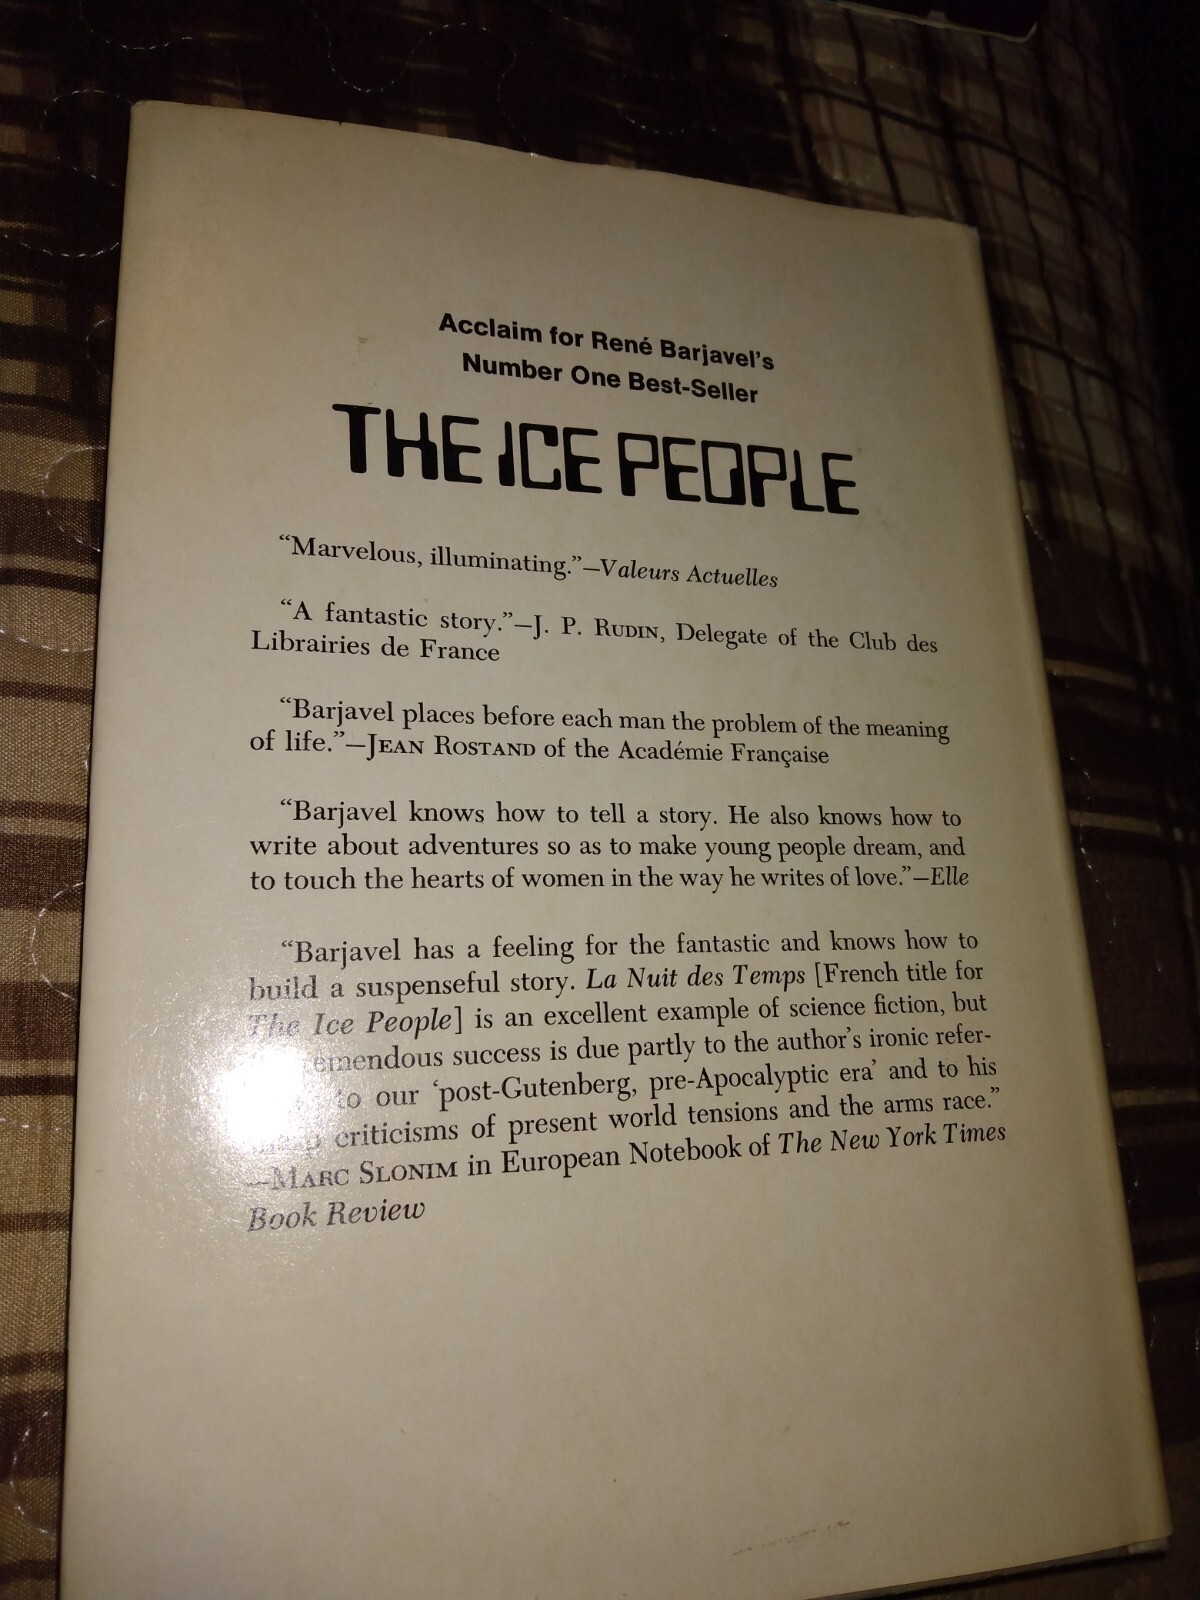 Acclaim for René Barjavel's
Number One Best-Seller
THE ICE PEOPLE
“Marvelous, illuminating.”—Valeurs Actuelles
“A fantastic story.”—J. P. RUDIN, Delegate of the Club des
Librairies de France
“Barjavel places before each man the problem of the meaning
of life.”—JEAN ROSTAND of the Académie Française
“Barjavel knows how to tell a story. He also knows how to
write about adventures so as to make young people dream, and
to touch the hearts of women in the way he writes of love.”—Elle
“Barjavel has a feeling for the fantastic and knows how to
build a suspenseful story. La Nuit des Temps [French title for
The Ice People] is an excellent example of science fiction, but
success is due partly to the author's ironic refer-
to our ‘post-Gutenberg, pre-Apocalyptic era’ and to his
criticisms of present world tensions and the arms race.”
—MARC SLONIM in European Notebook of The New York Times
Book Review